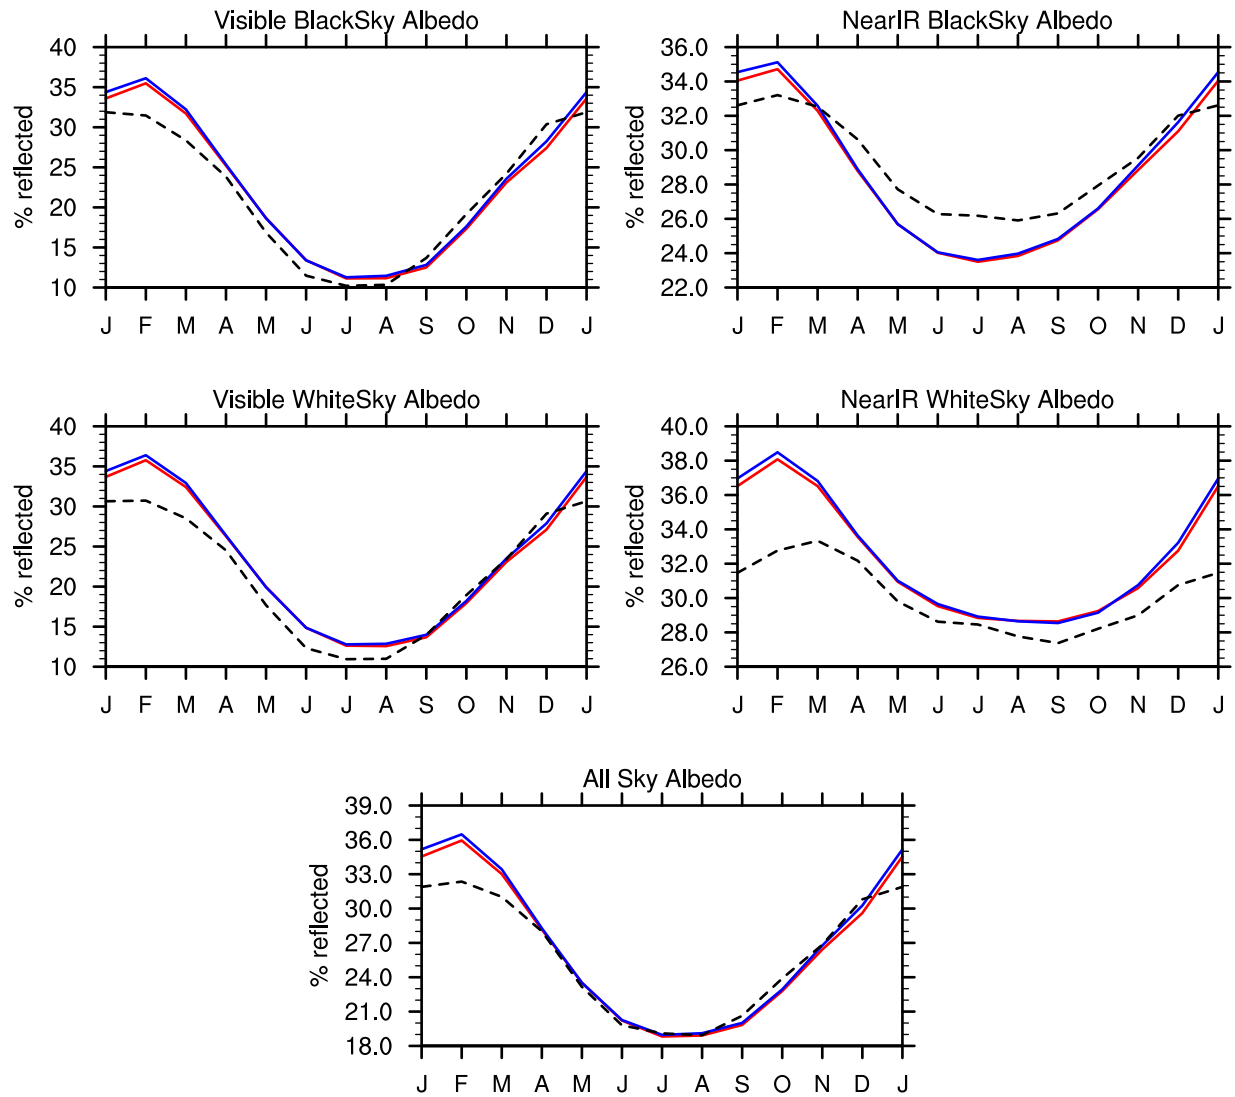 Visible BlackSky Albedo
% reflected
40
35
30
25
20
15
10
J F M A M J J A S O N D J
NearIR BlackSky Albedo
% reflected
36.0
34.0
32.0
30.0
28.0
26.0
24.0
22.0
J F M A M J J A S O N D J
Visible WhiteSky Albedo
% reflected
40
35
30
25
20
15
10
J F M A M J J A S O N D J
NearIR WhiteSky Albedo
% reflected
40.0
38.0
36.0
34.0
32.0
30.0
28.0
26.0
J F M A M J J A S O N D J
All Sky Albedo
% reflected
39.0
36.0
33.0
30.0
27.0
24.0
21.0
18.0
J F M A M J J A S O N D J